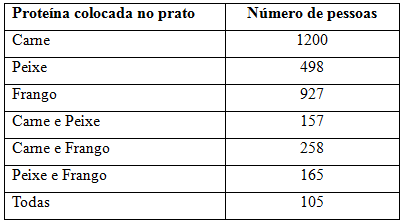 Proteína colocada no prato Número de pessoas
Carne 1200
Peixe 498
Frango 927
Carne e Peixe 157
Carne e Frango 258
Peixe e Frango 165
Todas 105